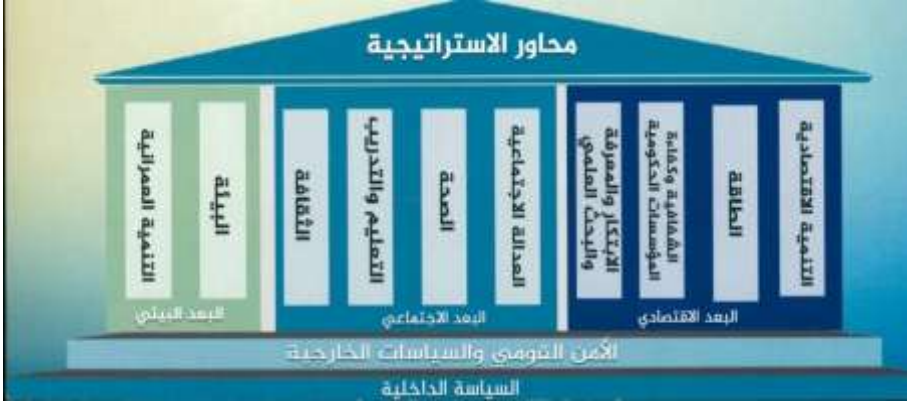 محاور الاستراتيجية
التنمية الاقتصادية
الطاقة
الشفافية وكفاءة
المؤسسات الحكومية
الابتكار والمعرفة
والبحث العلمي
البعد الاقتصادي
العدالة الاجتماعية
الصحة
التعليم والتدريب
الثقافة
البعد الاجتماعي
البيئة
التنمية العمرانية
البعد البيئي
الأمن القومي والسياسات الخارجية
السياسة الداخلية